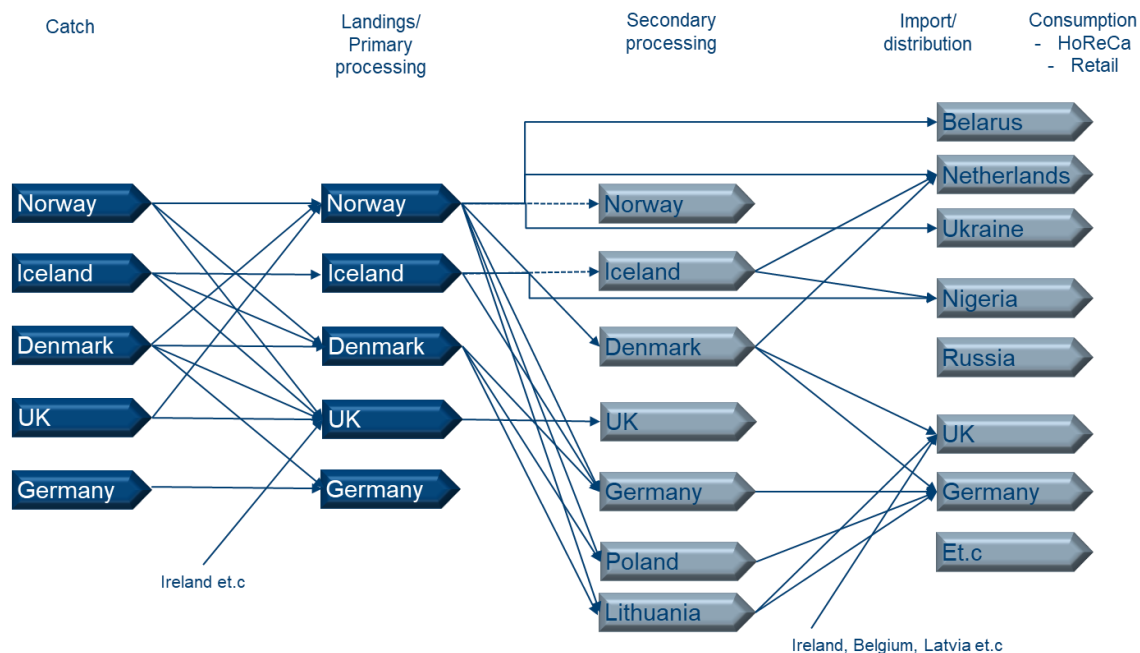 Catch
Landings/
Primary
processing
Secondary
processing
Import/
distribution
Consumption
- HoReCa
- Retail
Norway
Iceland
Denmark
UK
Germany
Ireland et.c
Norway
Iceland
Denmark
UK
Germany
Norway
Iceland
Denmark
UK
Germany
Poland
Lithuania
Belarus
Netherlands
Ukraine
Nigeria
Russia
UK
Germany
Et.c
Ireland, Belgium, Latvia et.c